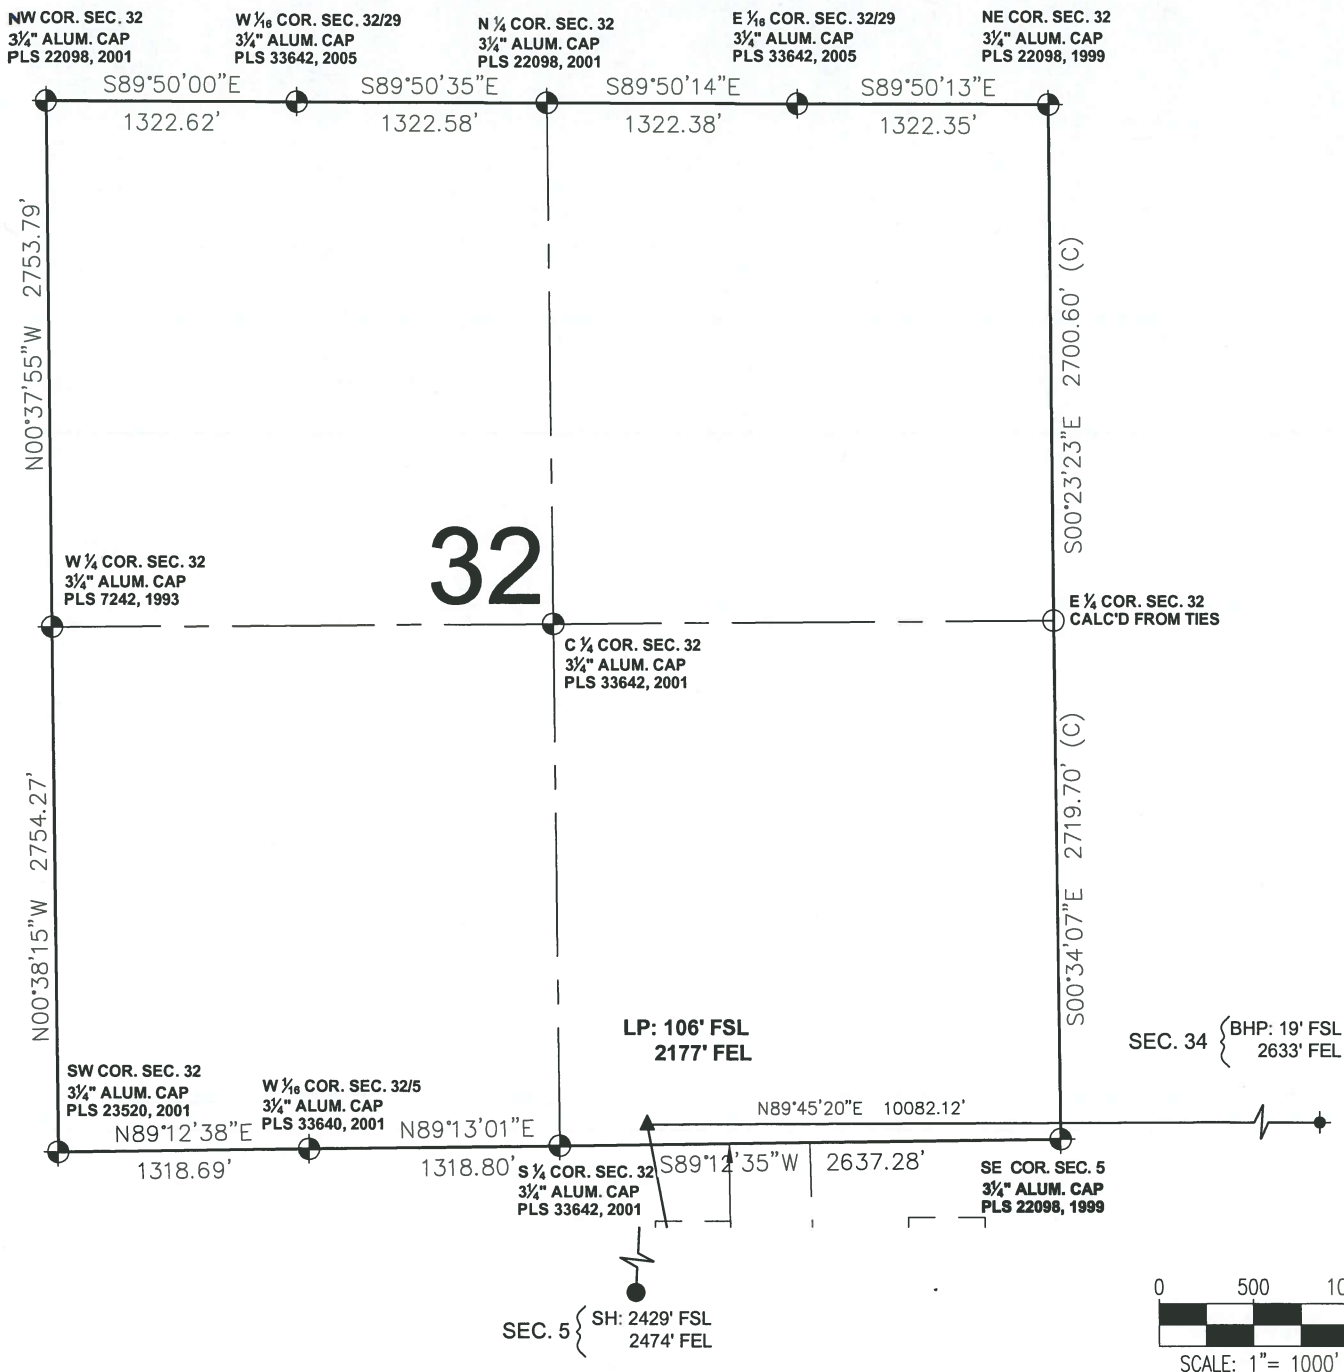 NW COR. SEC. 32
3¼" ALUM. CAP
PLS 22098, 2001
W 1⁄16 COR. SEC. 32/29
3¼" ALUM. CAP
PLS 33642, 2005
N ¼ COR. SEC. 32
3¼" ALUM. CAP
PLS 22098, 2001
E 1⁄16 COR. SEC. 32/29
3¼" ALUM. CAP
PLS 33642, 2005
NE COR. SEC. 32
3¼" ALUM. CAP
PLS 22098, 1999
S89°50'00"E
1322.62'
S89°50'35"E
1322.58'
S89°50'14"E
1322.38'
S89°50'13"E
1322.35'
N00°37'55"W 2753.79'
S00°23'23"E 2700.60' (C)
32
W ¼ COR. SEC. 32
3¼" ALUM. CAP
PLS 7242, 1993
C ¼ COR. SEC. 32
3¼" ALUM. CAP
PLS 33642, 2001
E ¼ COR. SEC. 32
CALC'D FROM TIES
N00°38'15"W 2754.27'
S00°34'07"E 2719.70' (C)
LP: 106' FSL
2177' FEL
SEC. 34
BHP: 19' FSL
2633' FEL
SW COR. SEC. 32
3¼" ALUM. CAP
PLS 23520, 2001
W 1⁄16 COR. SEC. 32/5
3¼" ALUM. CAP
PLS 33640, 2001
N89°45'20"E 10082.12'
N89°12'38"E
1318.69'
N89°13'01"E
1318.80'
S ¼ COR. SEC. 32
3¼" ALUM. CAP
PLS 33642, 2001
S89°12'35"W 2637.28'
SE COR. SEC. 5
3¼" ALUM. CAP
PLS 22098, 1999
SEC. 5
SH: 2429' FSL
2474' FEL
0 500 10
SCALE: 1"= 1000'